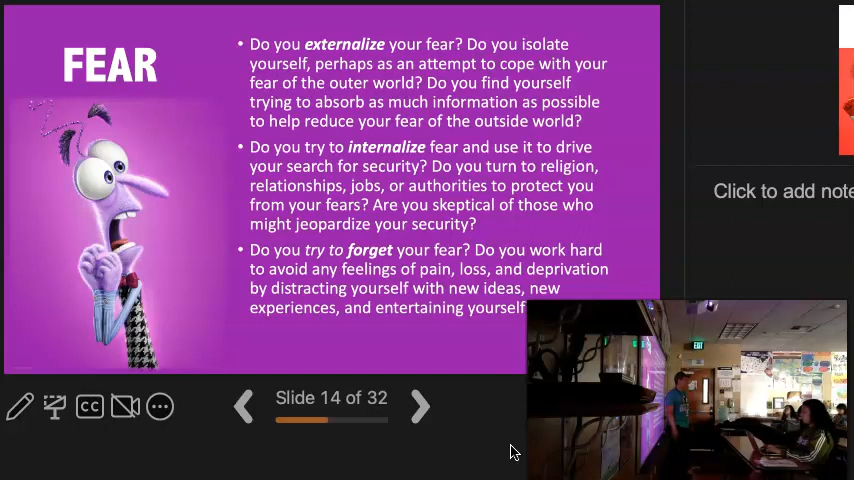 FEAR
• Do you externalize your fear? Do you isolate
yourself, perhaps as an attempt to cope with your
fear of the outer world? Do you find yourself
trying to absorb as much information as possible
to help reduce your fear of the outside world?
• Do you try to internalize fear and use it to drive
your search for security? Do you turn to religion,
relationships, jobs, or authorities to protect you
from your fears? Are you skeptical of those who
might jeopardize your security?
• Do you try to forget your fear? Do you work hard
to avoid any feelings of pain, loss, and deprivation
by distracting yourself with new ideas, new
experiences, and entertaining yourself
Click to add note
CC
Slide 14 of 32
EXIT